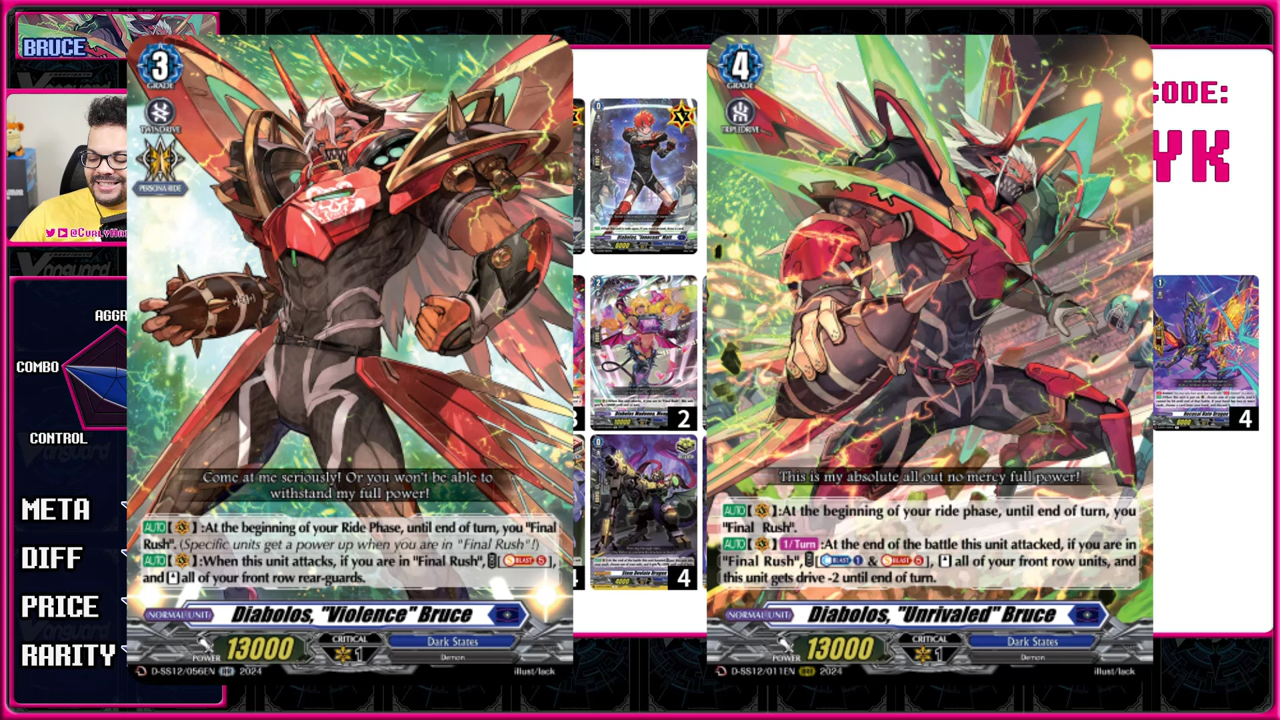 BRUCE
@CurlyHa
AGGR
COMBO
CONTROL
META
DIFF
PRICE
RARITY
3
GRADE
TWINDRIVE
PERSONA RIDE
Come at me seriously! Or you won't be able to
withstand my full power!
AUTO【 】:At the beginning of your Ride Phase, until end of turn, you "Final
Rush". (Specific units get a power up when you are in "Final Rush"!)
AUTO【 】:When this unit attacks, if you are in "Final Rush", [SBLAST 5],
and all of your front row rear-guards.
NORMAL UNIT
Diabolos, "Violence" Bruce
POWER 13000
CRITICAL 1
Dark States
Demon
D-SS12/056EN RRR 2024
illust/lack
2
4
4
GRADE
TRIPLEDRIVE
This is my absolute all out no mercy full power!
AUTO【 】:At the beginning of your ride phase, until end of turn, you
"Final Rush".
AUTO【 】1/Turn :At the end of the battle this unit attacked, if you are in
"Final Rush", [CBLAST 1 & SBLAST 5], all of your front row units, and
this unit gets drive -2 until end of turn.
NORMAL UNIT
Diabolos, "Unrivaled" Bruce
POWER 13000
CRITICAL 1
Dark States
Demon
D-SS12/011EN RRR 2024
illust/lack
CODE:
YK
4